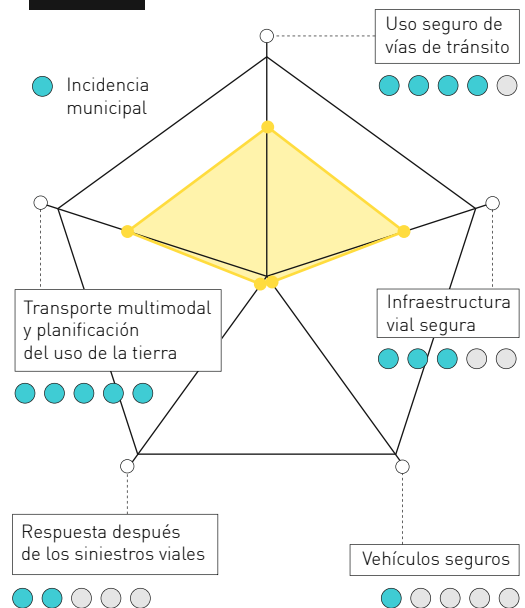 Uso seguro de
vías de tránsito
Incidencia
municipal
Transporte multimodal
y planificación
del uso de la tierra
Infraestructura
vial segura
Respuesta después
de los siniestros viales
Vehículos seguros